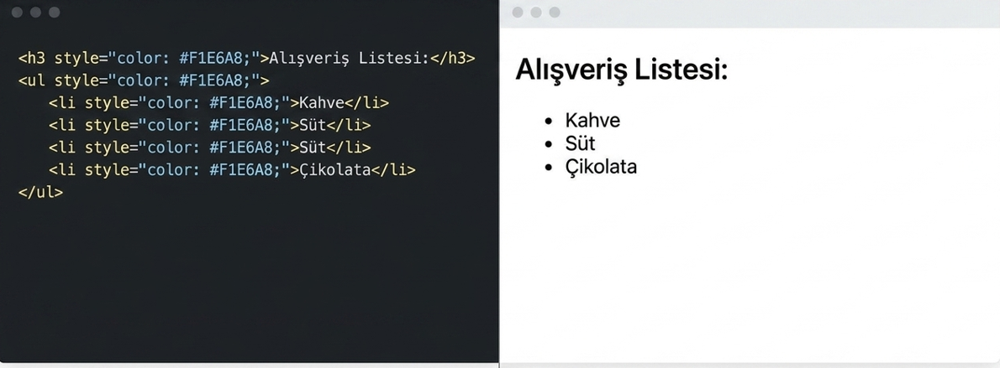 <h3 style="color: #F1E6A8;">Alışveriş Listesi:</h3>
<ul style="color: #F1E6A8;">
<li style="color: #F1E6A8;">Kahve</li>
<li style="color: #F1E6A8;">Süt</li>
<li style="color: #F1E6A8;">Süt</li>
<li style="color: #F1E6A8;">Çikolata</li>
</ul>
Alışveriş Listesi:
• Kahve
• Süt
• Çikolata